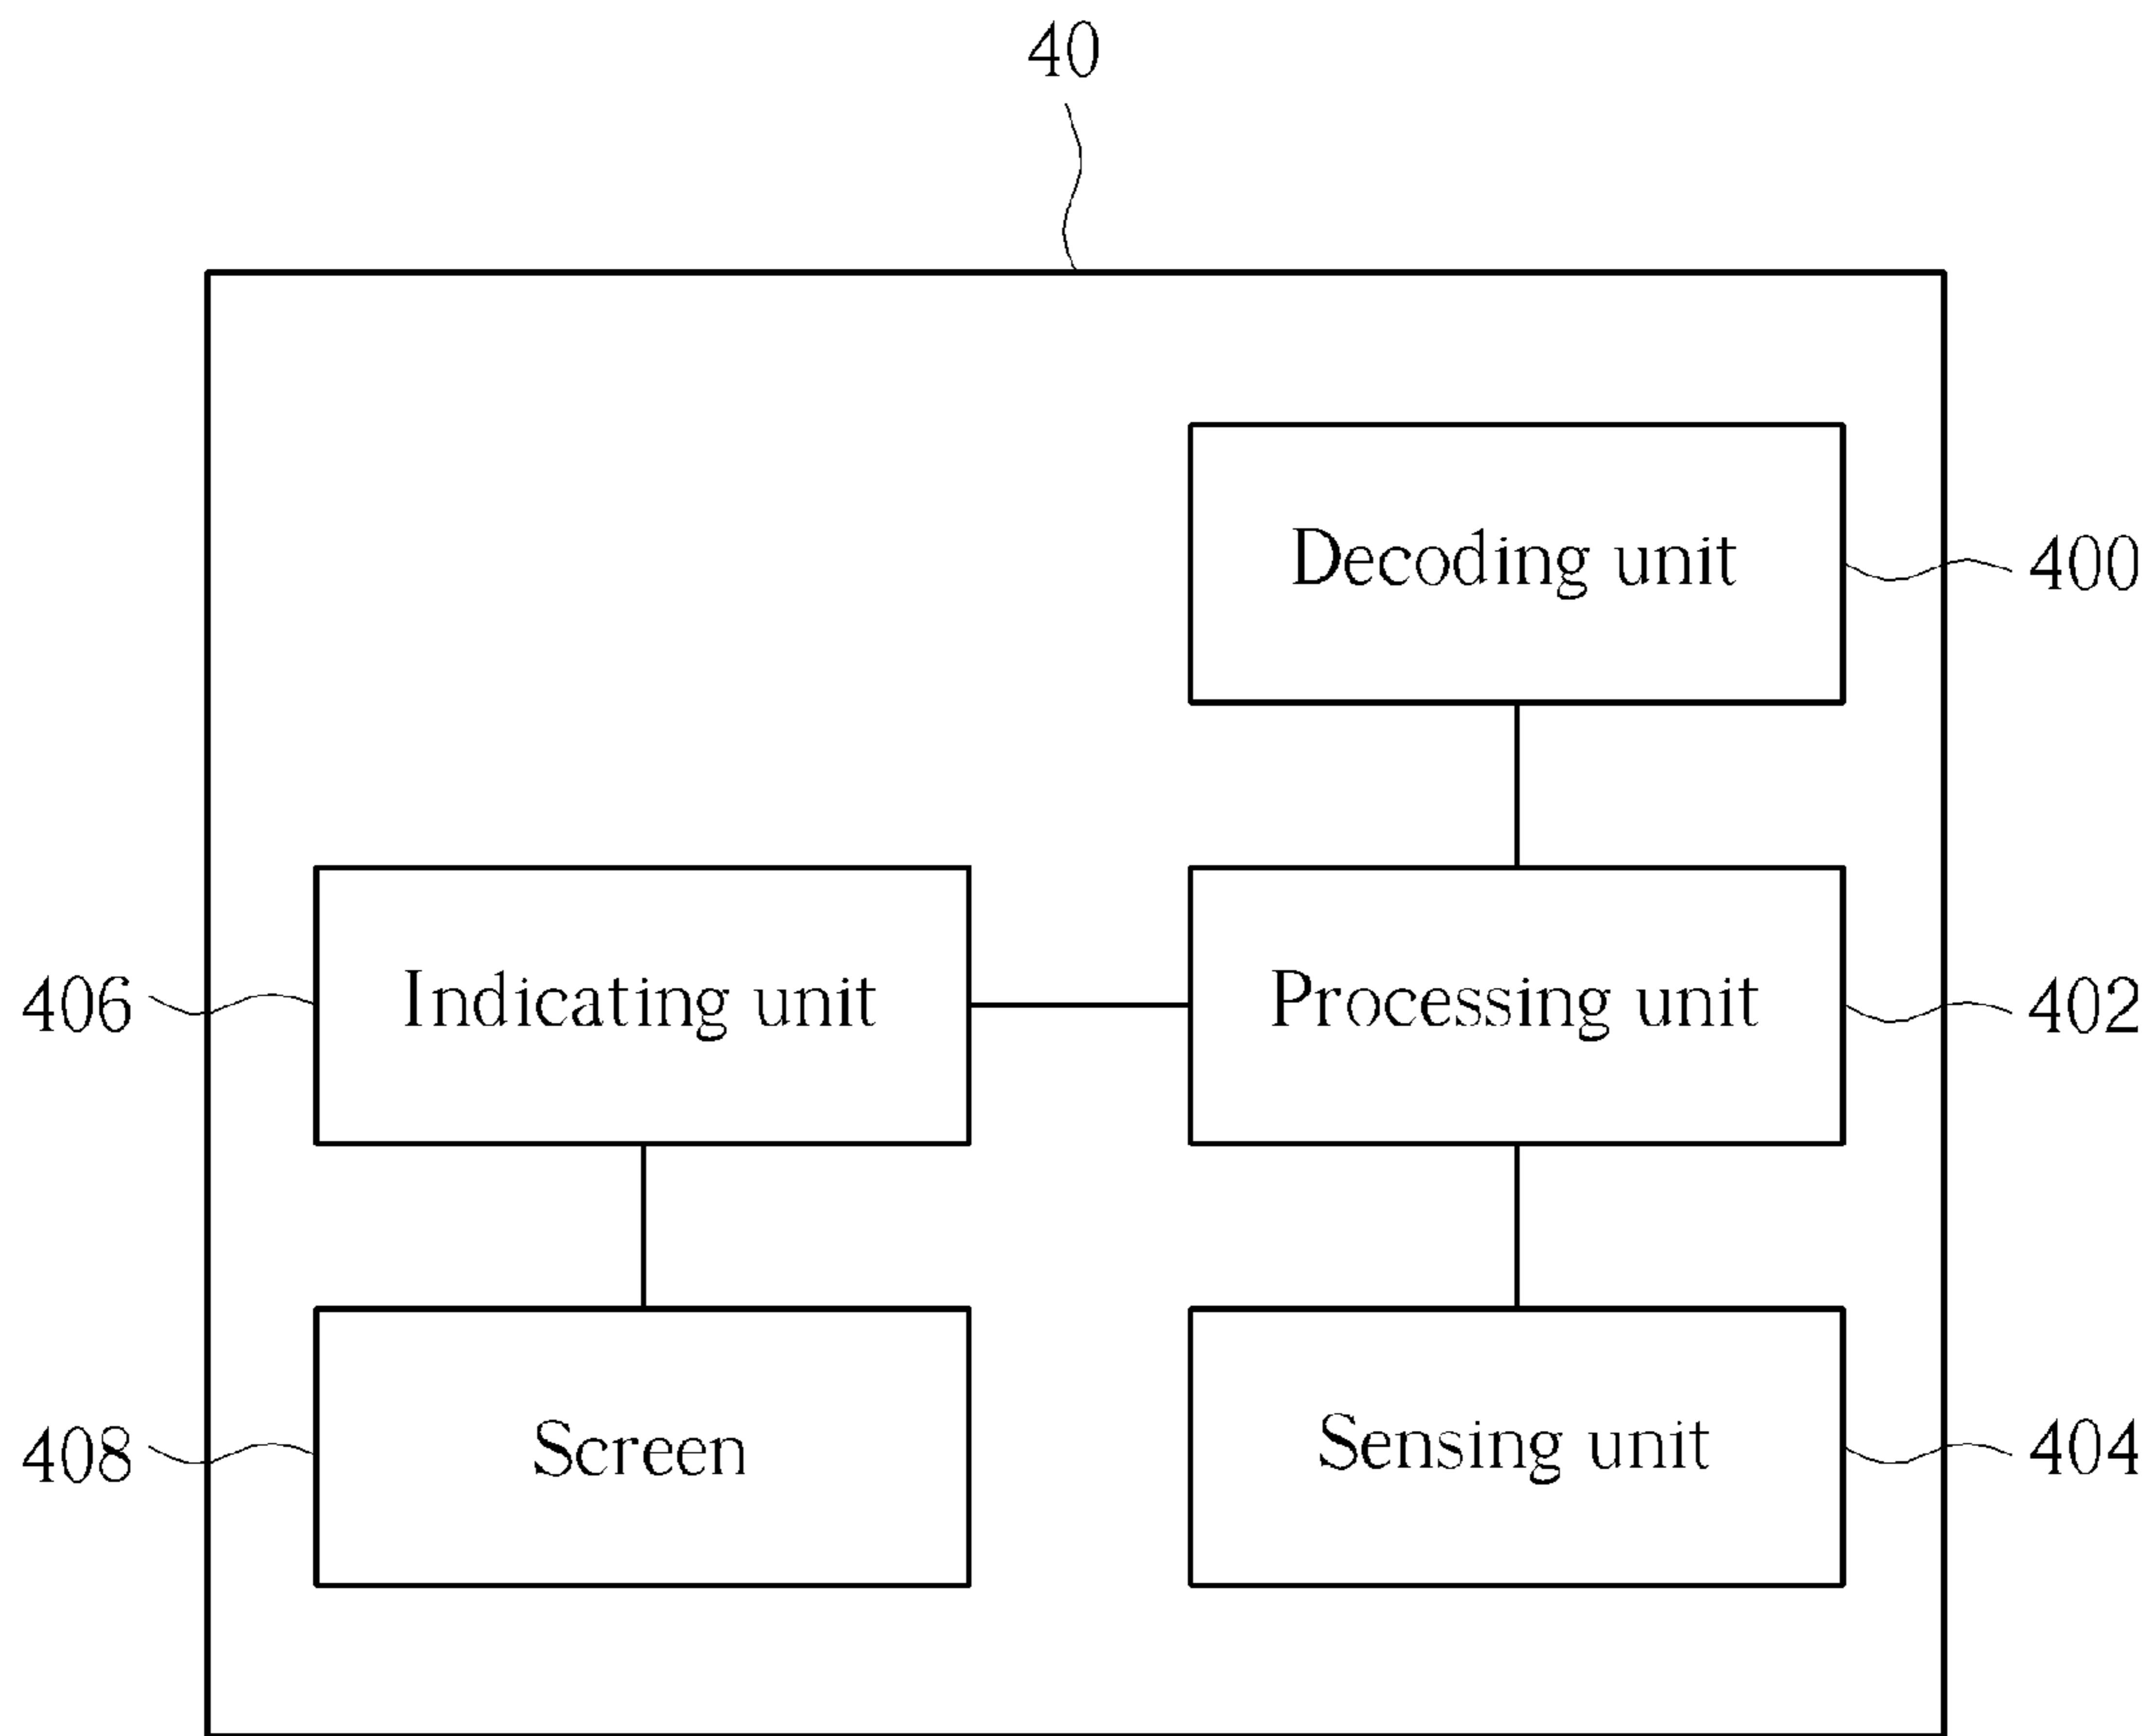 40
Decoding unit
400
406
Indicating unit
Processing unit
402
408
Screen
Sensing unit
404